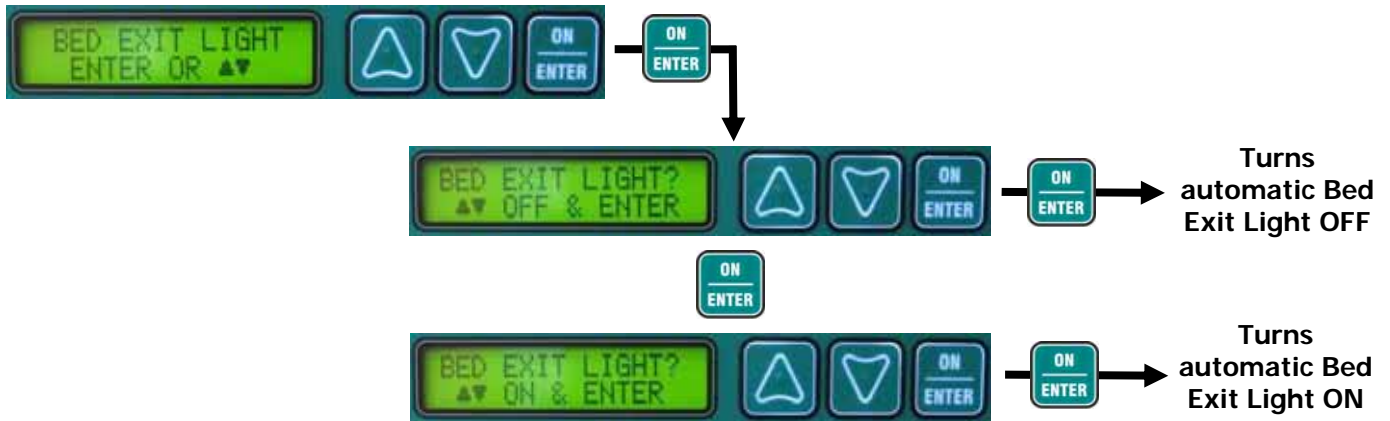 BED EXIT LIGHT
ENTER OR ▲▼
ON
ENTER
ON
ENTER
BED EXIT LIGHT?
▲▼ OFF & ENTER
ON
ENTER
ON
ENTER
Turns
automatic Bed
Exit Light OFF
ON
ENTER
BED EXIT LIGHT?
▲▼ ON & ENTER
ON
ENTER
ON
ENTER
Turns
automatic Bed
Exit Light ON